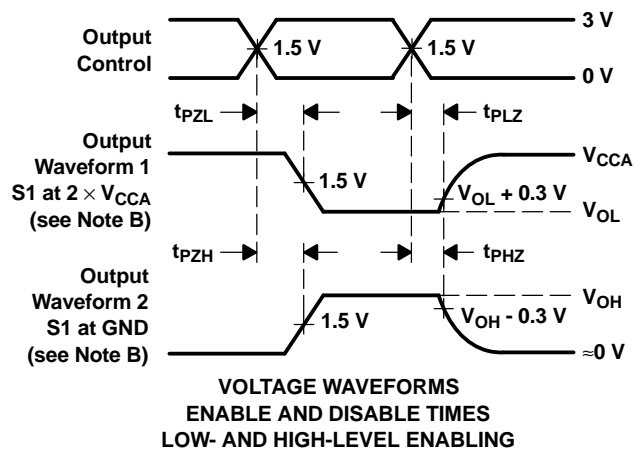 Output
Control
1.5 V
1.5 V
3 V
0 V
tPZL
tPLZ
Output
Waveform 1
S1 at 2 × VCCA
(see Note B)
1.5 V
VCCA
VOL + 0.3 V
VOL
tPZH
tPHZ
Output
Waveform 2
S1 at GND
(see Note B)
1.5 V
VOH
VOH - 0.3 V
≈0 V
VOLTAGE WAVEFORMS
ENABLE AND DISABLE TIMES
LOW- AND HIGH-LEVEL ENABLING